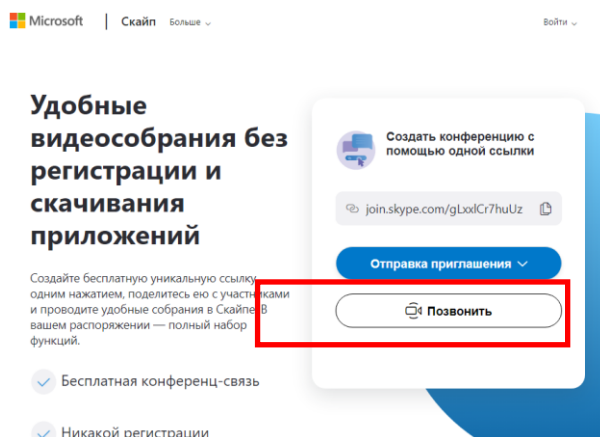 Microsoft | Скайп Больше Войти
Удобные
видеособрания без
регистрации и
скачивания
приложений
Создайте бесплатную уникальную ссылку
одним нажатием, поделитесь ею с участниками
и проводите удобные собрания в Скайпе. В
вашем распоряжении — полный набор
функций.
Бесплатная конференц-связь
Никакой регистрации
Создать конференцию с
помощью одной ссылки
join.skype.com/gLxxlCr7huUz
Отправка приглашения
Позвонить